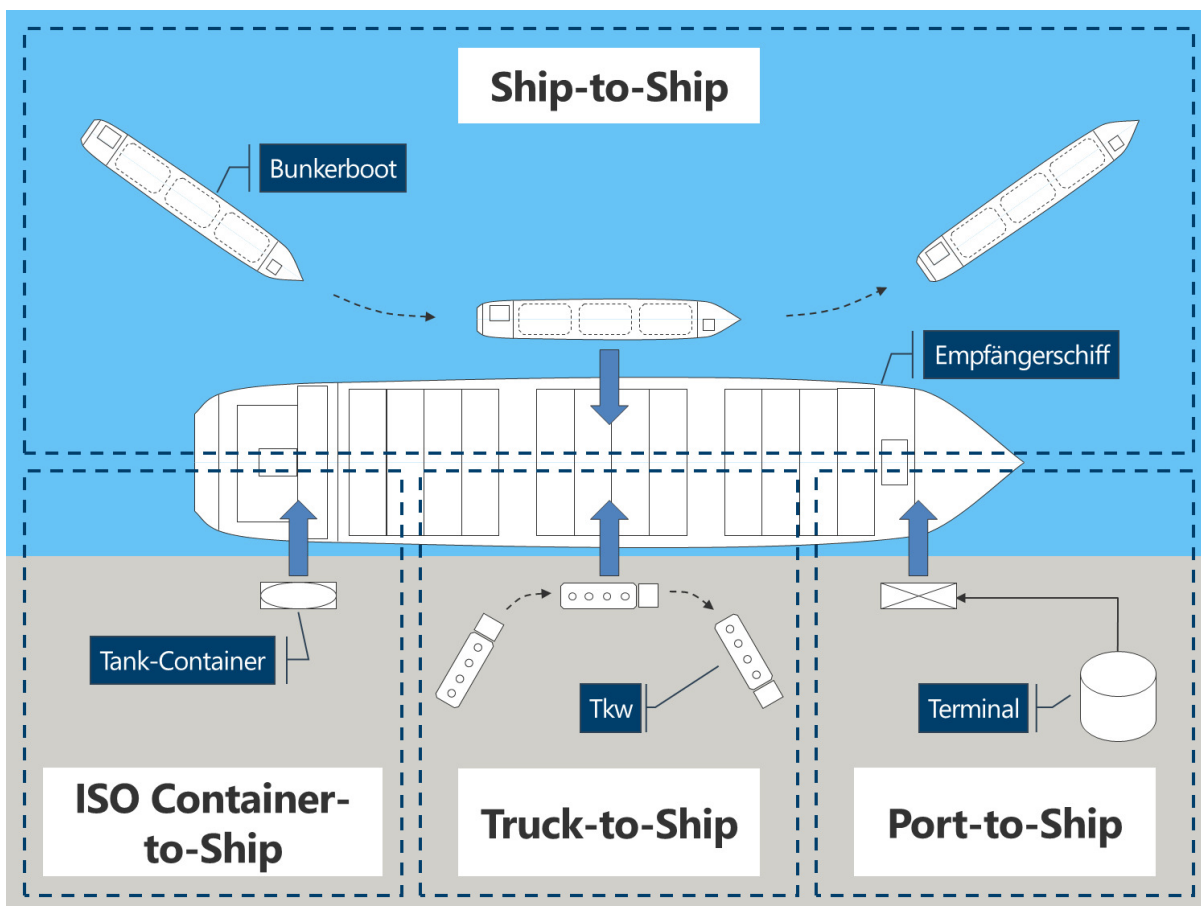 Ship-to-Ship
Bunkerboot
Empfängerschiff
Tank-Container
Tkw
Terminal
ISO Container-
to-Ship
Truck-to-Ship
Port-to-Ship